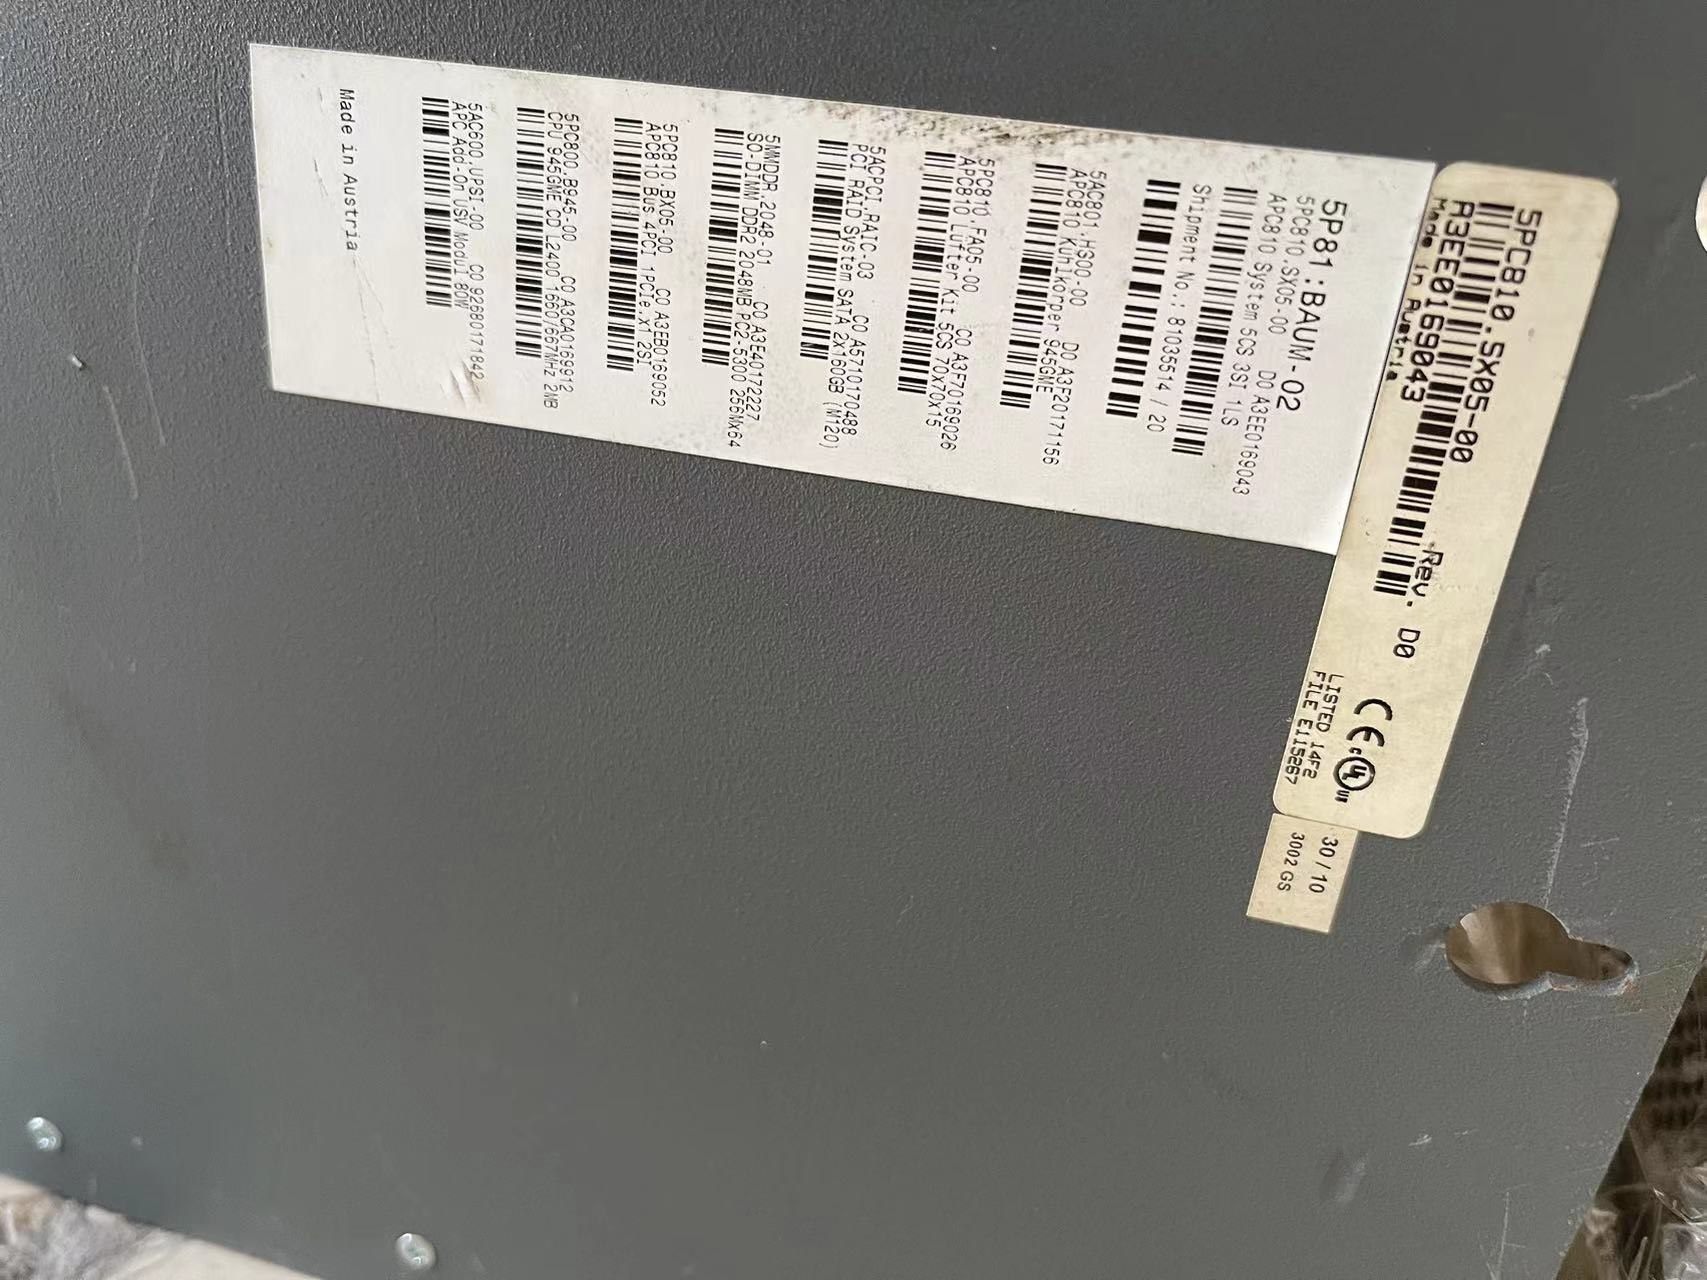 5PC810.SX05-00 Rev. D0
A3EE0169043
Made in Austria
CE c UL us
LISTED 14F2
FILE E115267
30/10
3002 GS
5P81:BAUM-02
5PC810.SX05-00 D0 A3EE0169043
APC810 System 5CS 3SI 1LS
Shipment No.: 81035514 / 20
5AC801.HS00-00 D0 A3F20171156
APC810 Kühlkörper 945GME
5PC810.FA05-00 C0 A3F70169026
APC810 Lüfter Kit 5CS 70x70x15
5ACPCI.RAIC-03 C0 A5710170488
PCI RAID System SATA 2x160GB (M120)
5MMDDR.2048-01 C0 A3E40172227
SO-DIMM DDR2 2048MB PC2-5300 256Mx64
5PC810.BX05-00 C0 A3EB0169052
APC810 Bus 4PCI 1PCIe.X1 2SI
5PC800.B945-00 C0 A3CA0169912
CPU 945GME CD L2400 1660/667MHz 2MB
5AC600.UPSI-00 C0 92680171842
APC Add-On USV Modul 80W
Made in Austria